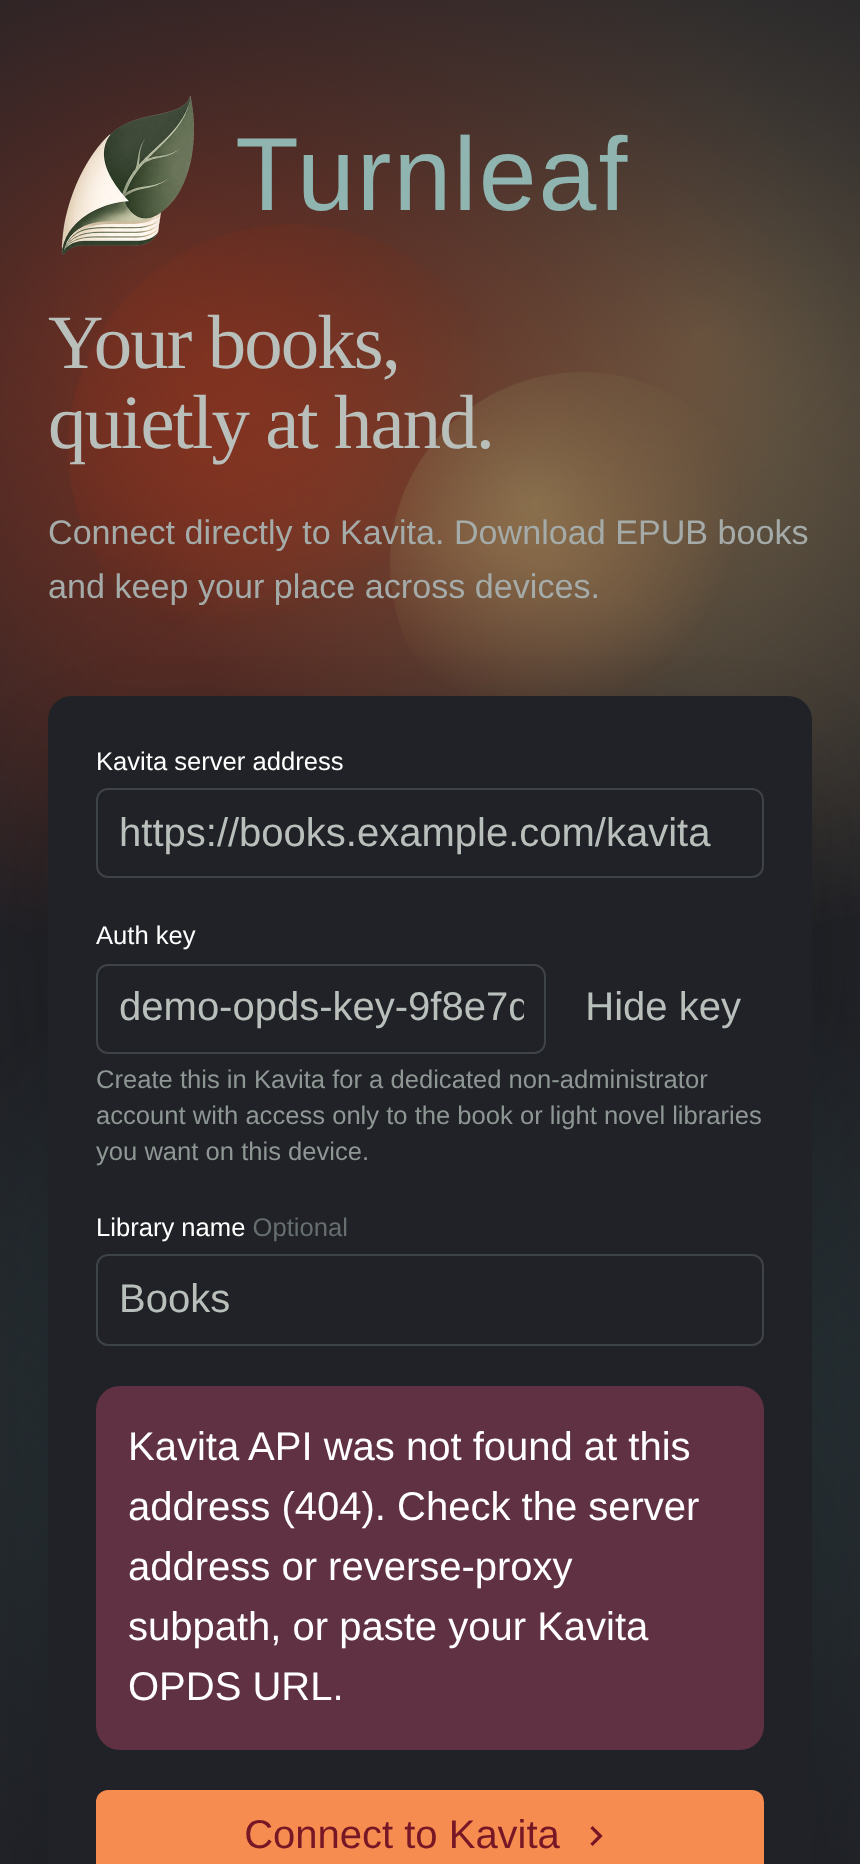 Turnleaf
Your books,
quietly at hand.
Connect directly to Kavita. Download EPUB books
and keep your place across devices.
Kavita server address
https://books.example.com/kavita
Auth key
demo-opds-key-9f8e7c
Hide key
Create this in Kavita for a dedicated non-administrator
account with access only to the book or light novel libraries
you want on this device.
Library name Optional
Books
Kavita API was not found at this
address (404). Check the server
address or reverse-proxy
subpath, or paste your Kavita
OPDS URL.
Connect to Kavita